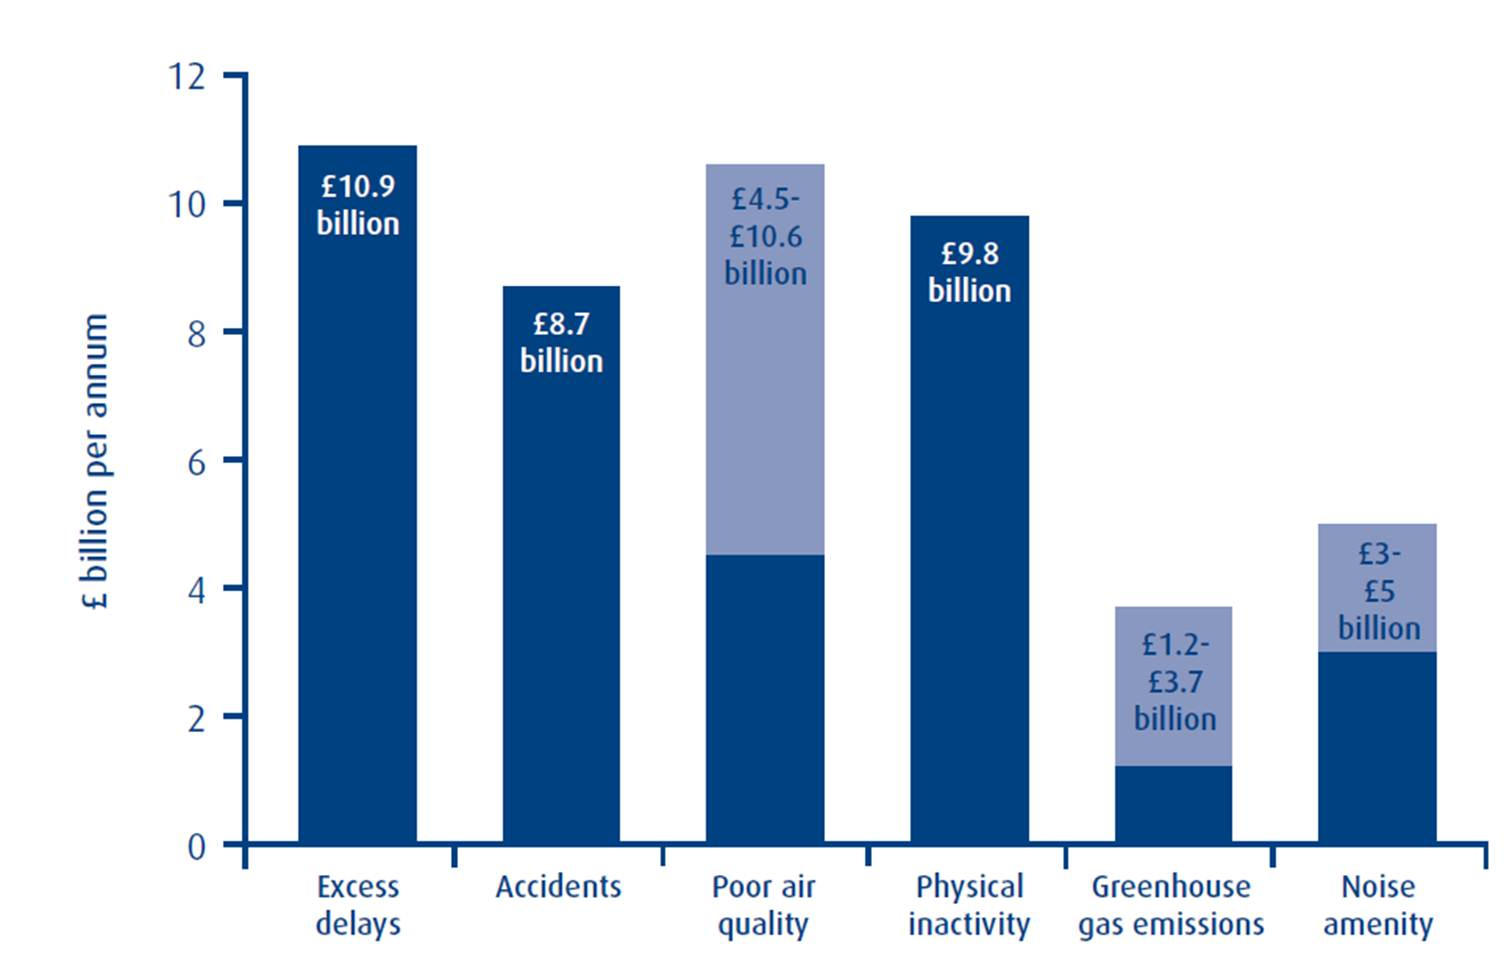 £ billion per annum
12
10
8
6
4
2
0
£10.9
billion
£8.7
billion
£4.5-
£10.6
billion
£9.8
billion
£1.2-
£3.7
billion
£3-
£5
billion
Excess
delays
Accidents
Poor air
quality
Physical
inactivity
Greenhouse
gas emissions
Noise
amenity